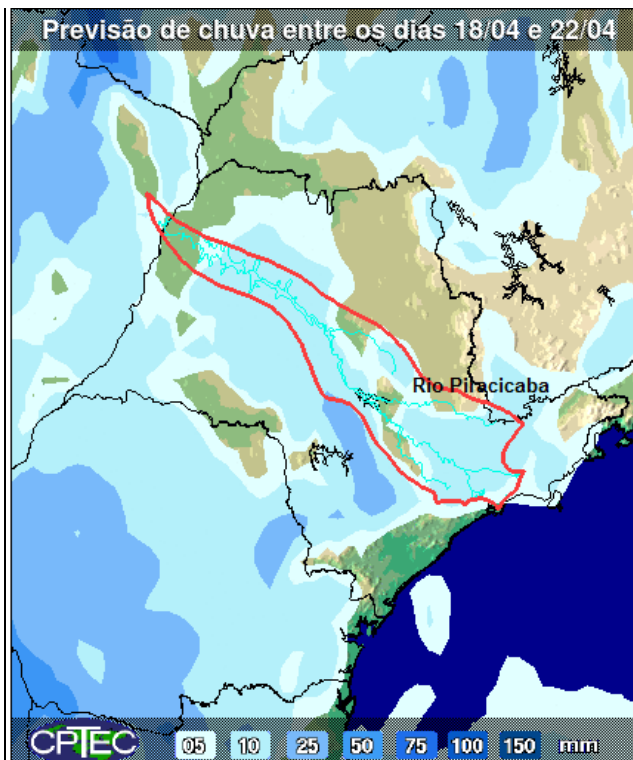 Previsão de chuva entre os dias 18/04 e 22/04
Rio Piracicaba
CPTEC 05 10 25 50 75 100 150 mm